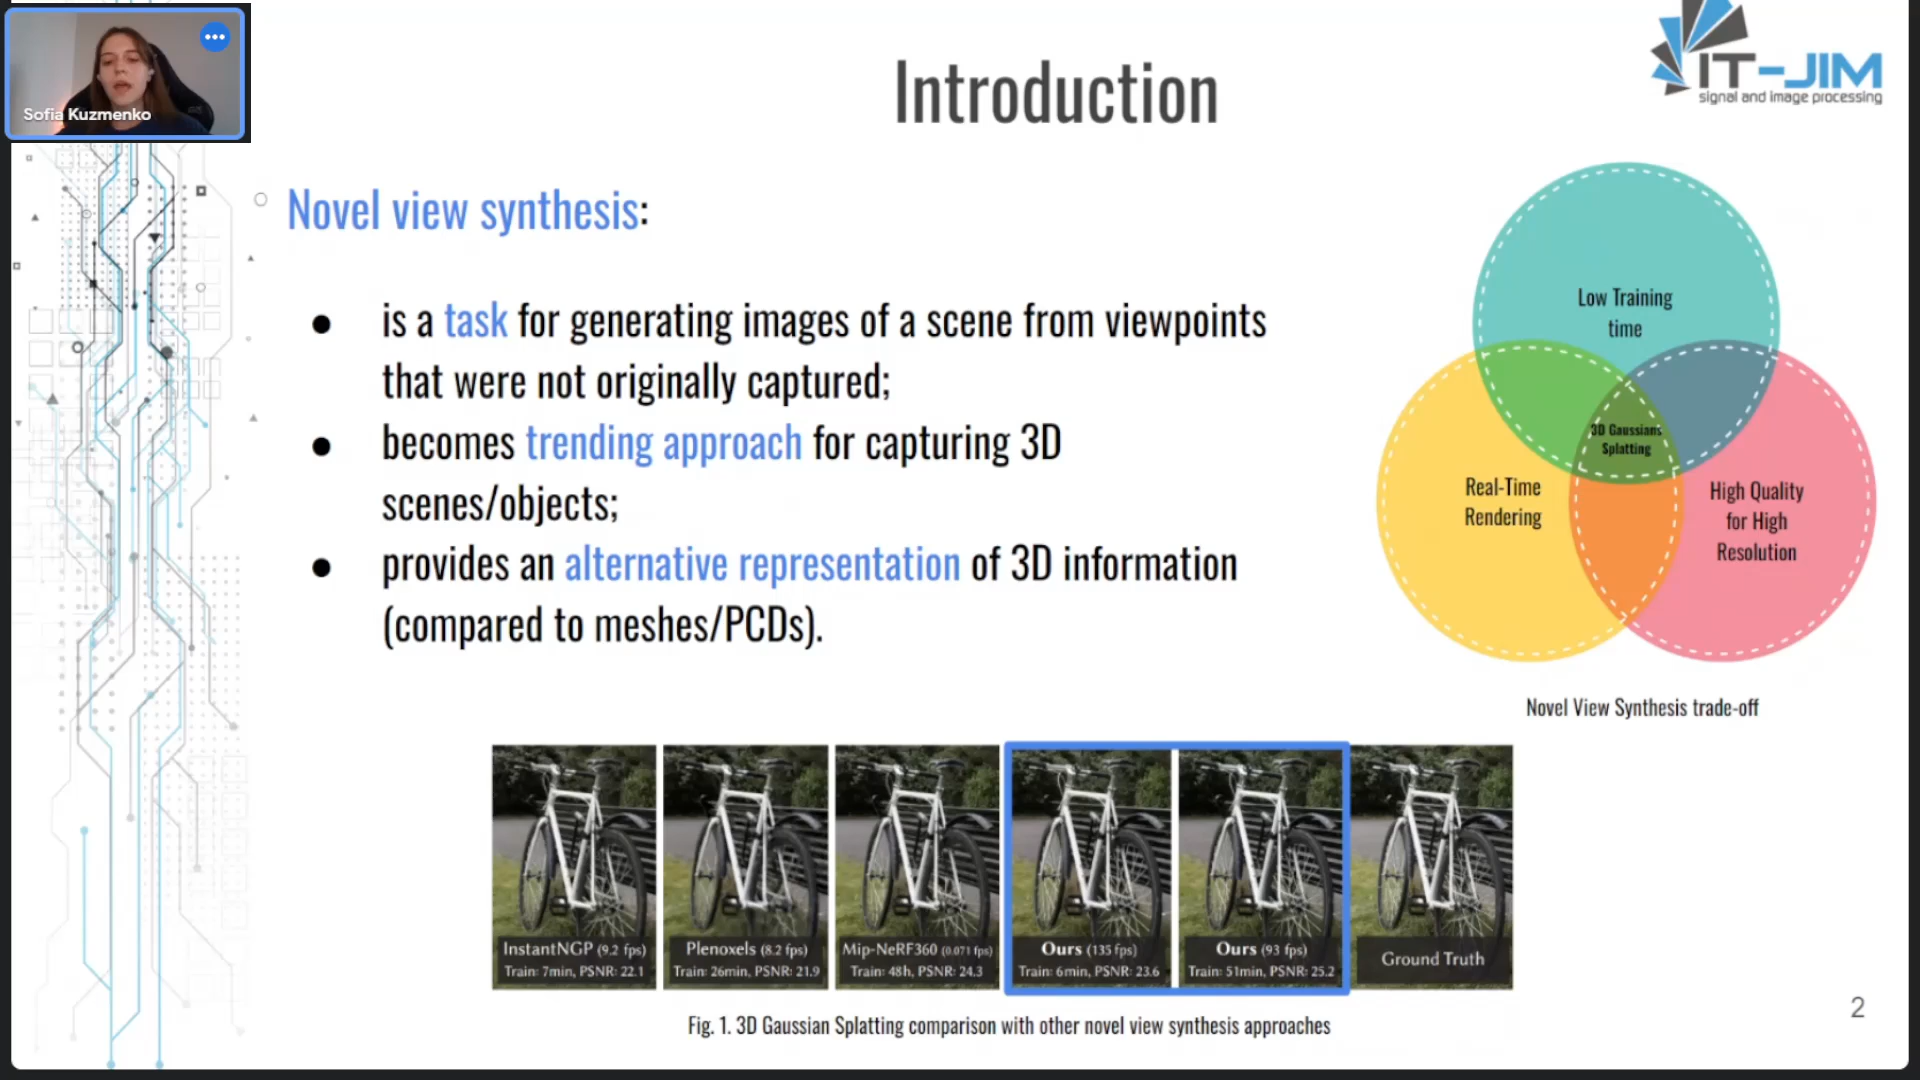 Sofia Kuzmenko
Introduction
IT-JIM
signal and image processing
Novel view synthesis:
● is a task for generating images of a scene from viewpoints
that were not originally captured;
● becomes trending approach for capturing 3D
scenes/objects;
● provides an alternative representation of 3D information
(compared to meshes/PCDs).
Low Training
time
3D Gaussians
Splatting
Real-Time
Rendering
High Quality
for High
Resolution
Novel View Synthesis trade-off
InstantNGP (9.2 fps)
Train: 7min, PSNR: 22.1
Plenoxels (8.2 fps)
Train: 26min, PSNR: 21.9
Mip-NeRF360 (0.071 fps)
Train: 48h, PSNR: 24.3
Ours (135 fps)
Train: 6min, PSNR: 23.6
Ours (93 fps)
Train: 51min, PSNR: 25.2
Ground Truth
Fig. 1. 3D Gaussian Splatting comparison with other novel view synthesis approaches
2